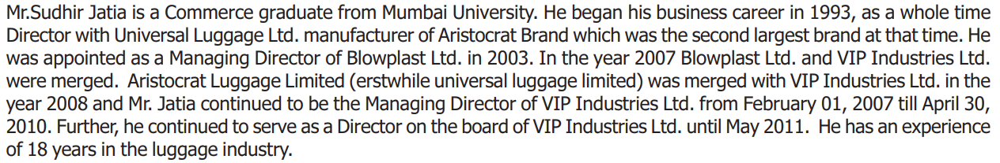 Mr.Sudhir Jatia is a Commerce graduate from Mumbai University. He began his business career in 1993, as a whole time
Director with Universal Luggage Ltd. manufacturer of Aristocrat Brand which was the second largest brand at that time. He
was appointed as a Managing Director of Blowplast Ltd. in 2003. In the year 2007 Blowplast Ltd. and VIP Industries Ltd.
were merged.  Aristocrat Luggage Limited (erstwhile universal luggage limited) was merged with VIP Industries Ltd. in the
year 2008 and Mr. Jatia continued to be the Managing Director of VIP Industries Ltd. from February 01, 2007 till April 30,
2010. Further, he continued to serve as a Director on the board of VIP Industries Ltd. until May 2011.  He has an experience
of 18 years in the luggage industry.